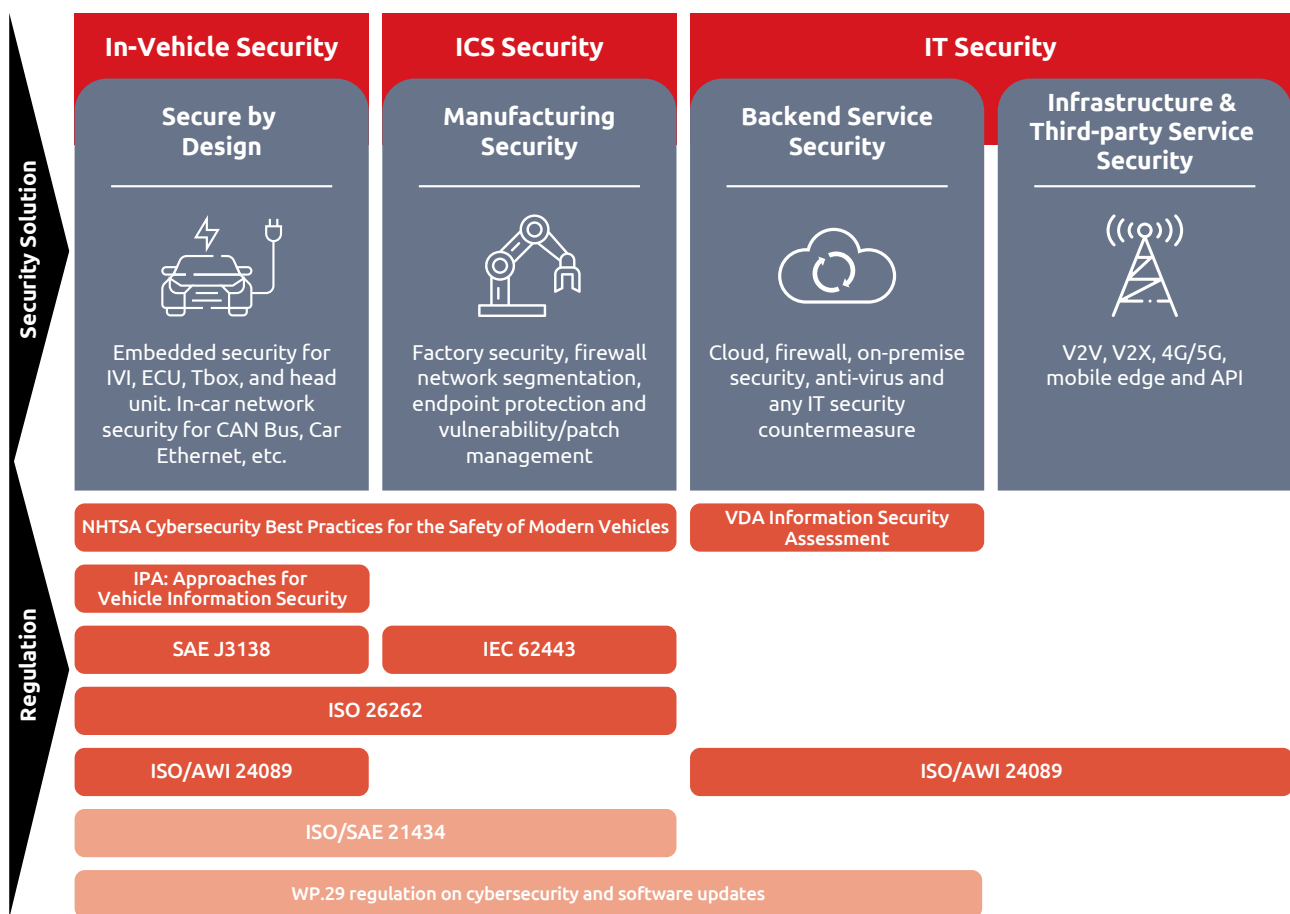 In-Vehicle Security
ICS Security
IT Security
Security Solution
Secure by
Design
Embedded security for
IVI, ECU, Tbox, and head
unit. In-car network
security for CAN Bus, Car
Ethernet, etc.
Manufacturing
Security
Factory security, firewall
network segmentation,
endpoint protection and
vulnerability/patch
management
Backend Service
Security
Cloud, firewall, on-premise
security, anti-virus and
any IT security
countermeasure
Infrastructure &
Third-party Service
Security
V2V, V2X, 4G/5G,
mobile edge and API
Regulation
NHTSA Cybersecurity Best Practices for the Safety of Modern Vehicles
VDA Information Security
Assessment
IPA: Approaches for
Vehicle Information Security
SAE J3138
IEC 62443
ISO 26262
ISO/AWI 24089
ISO/AWI 24089
ISO/SAE 21434
WP.29 regulation on cybersecurity and software updates